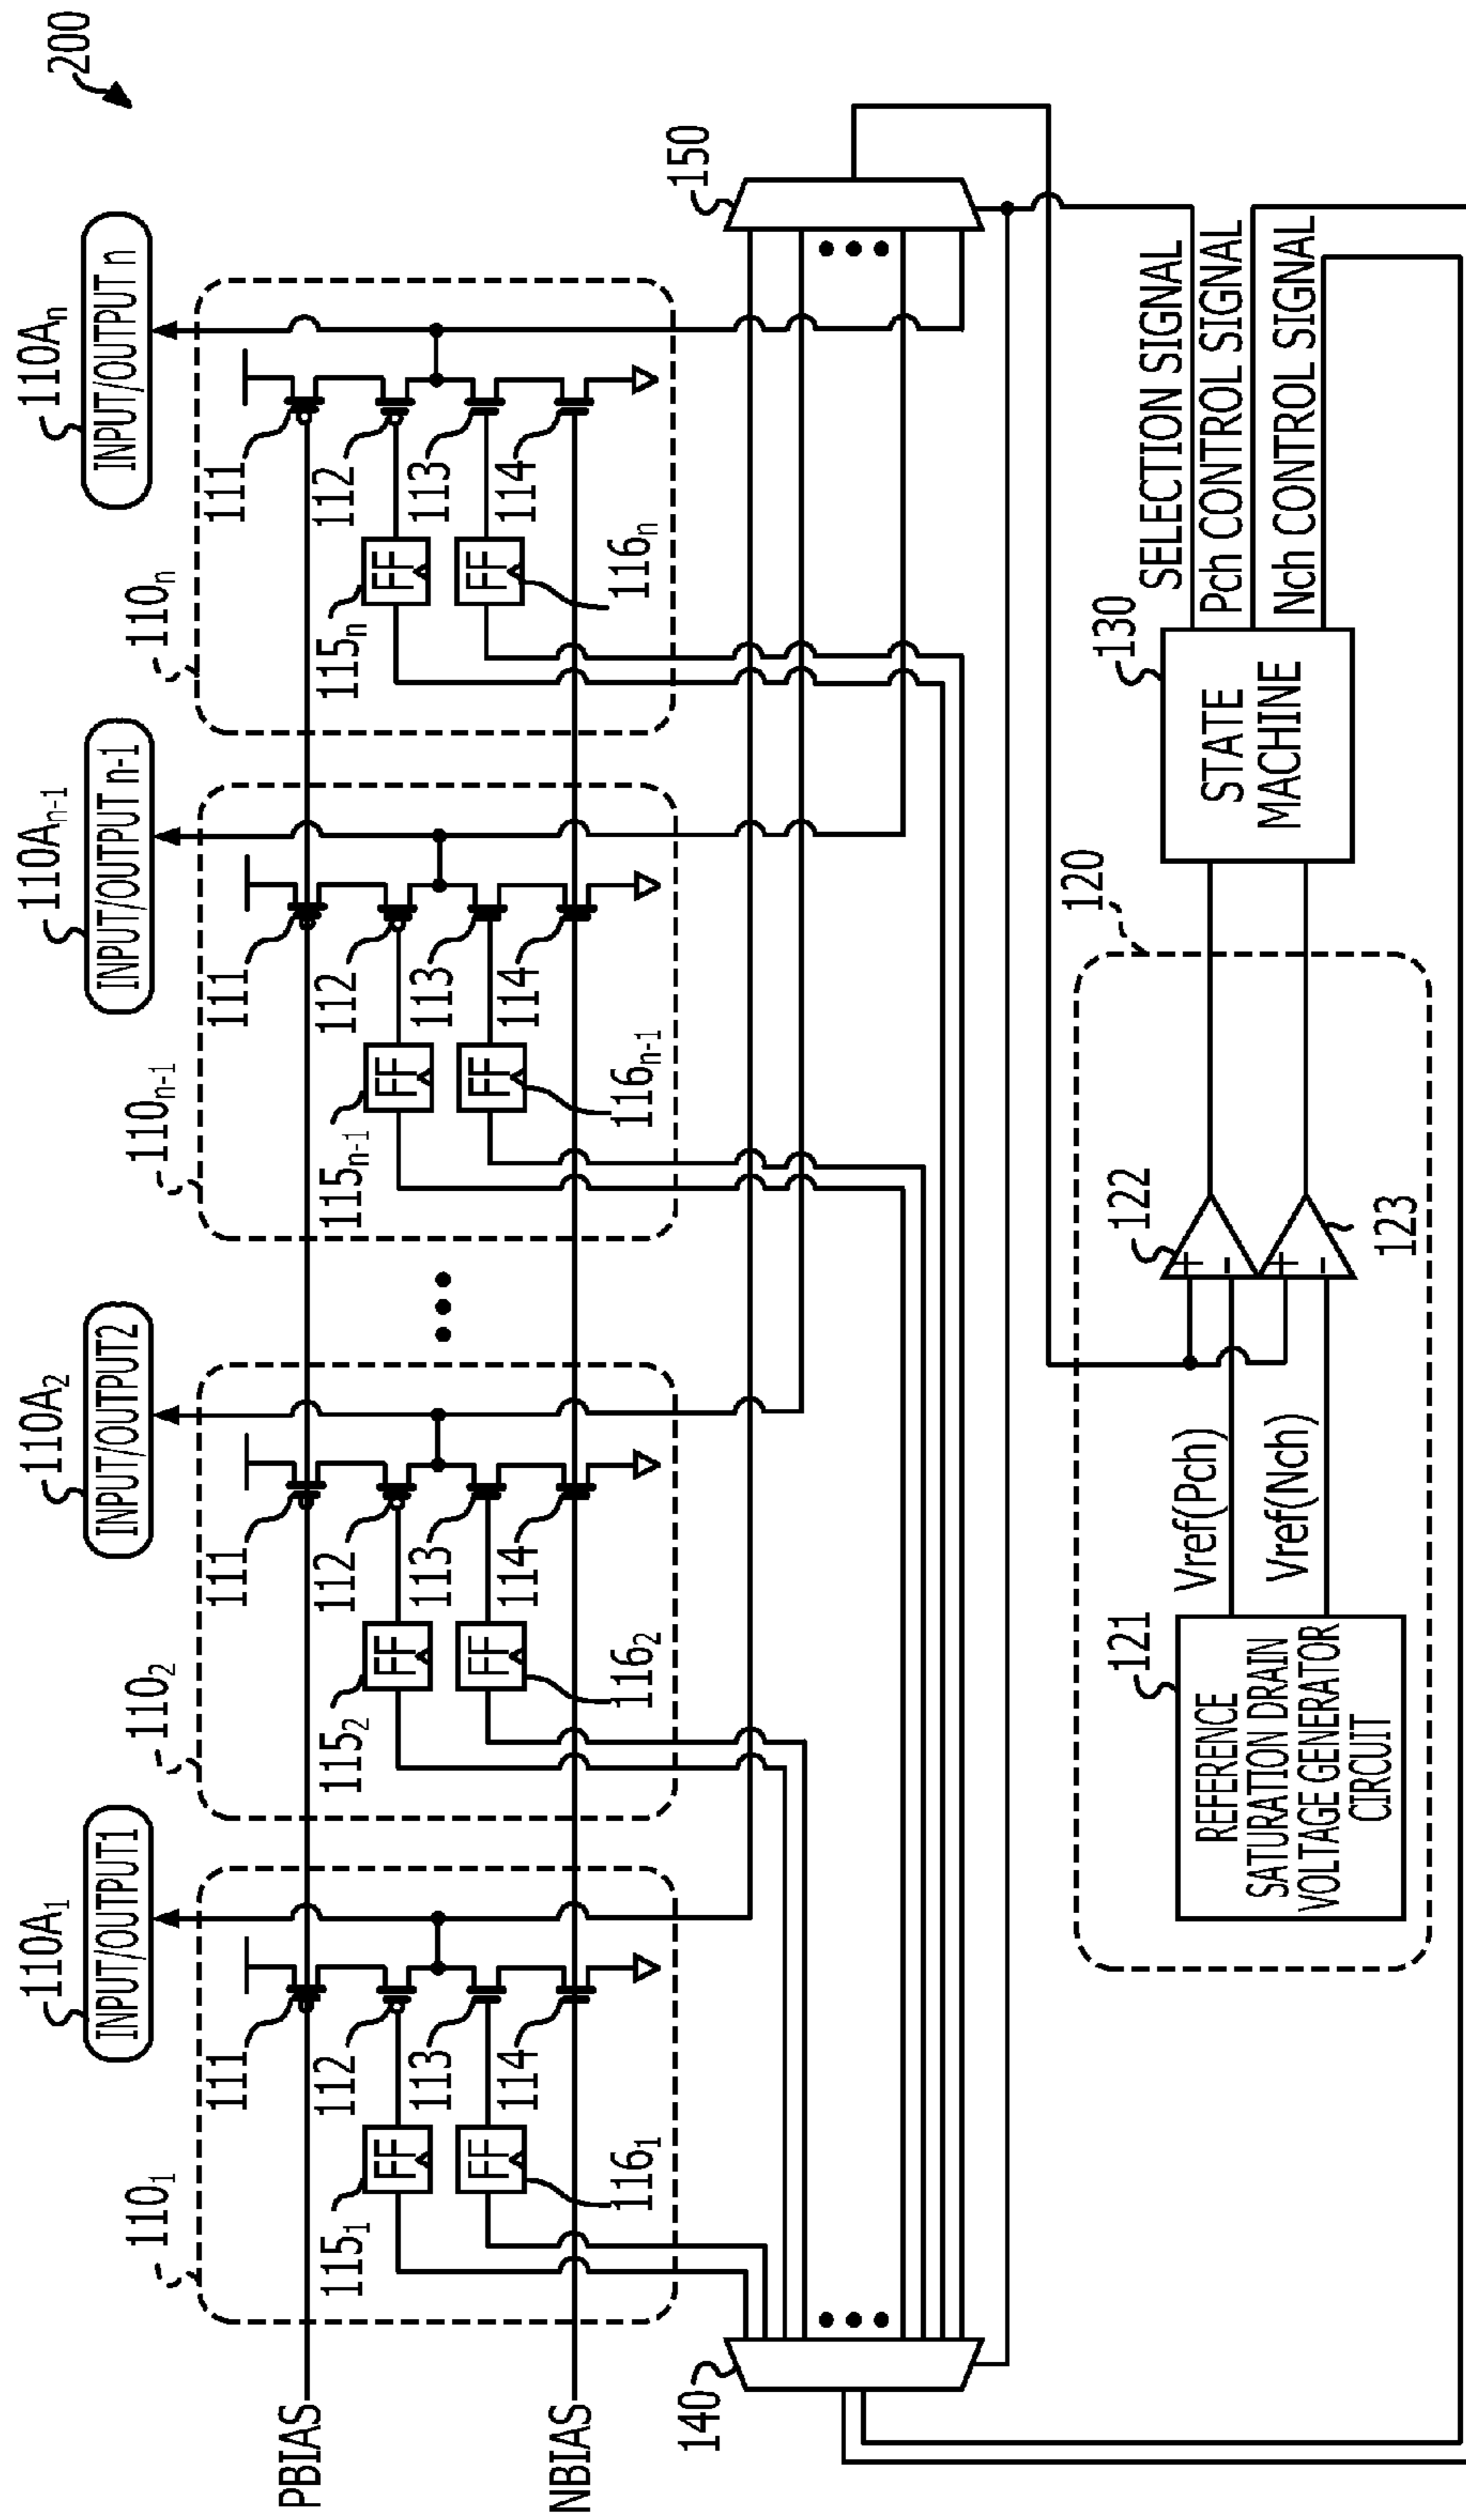 200
110A1 110A2 110An-1 110An
INPUT/OUTPUT1 INPUT/OUTPUT2 INPUT/OUTPUT n-1 INPUT/OUTPUT n
1101 1102 110n-1 110n
111 111 111 111
PBIAS
112 112 112 112
1151 FF 1152 FF 115n-1 FF 115n FF
113 113 113 113
FF FF FF FF
114 114 114 114
NBIAS
1161 1162 116n-1 116n
140
150
120
130
SELECTION SIGNAL
Pch CONTROL SIGNAL
Nch CONTROL SIGNAL
STATE
MACHINE
121
REFERENCE
SATURATION DRAIN
VOLTAGE GENERATOR
CIRCUIT
Vref(Pch)
Vref(Nch)
122
+
-
+
-
123